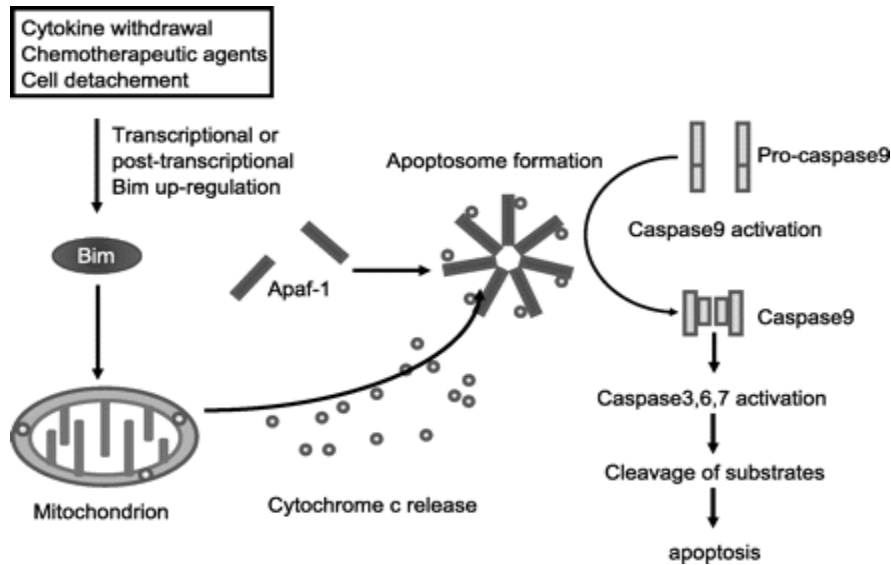 Cytokine withdrawal
Chemotherapeutic agents
Cell detachement
Transcriptional or
post-transcriptional
Bim up-regulation
Bim
Mitochondrion
Apaf-1
Cytochrome c release
Apoptosome formation
Pro-caspase9
Caspase9 activation
Caspase9
Caspase3,6,7 activation
Cleavage of substrates
apoptosis